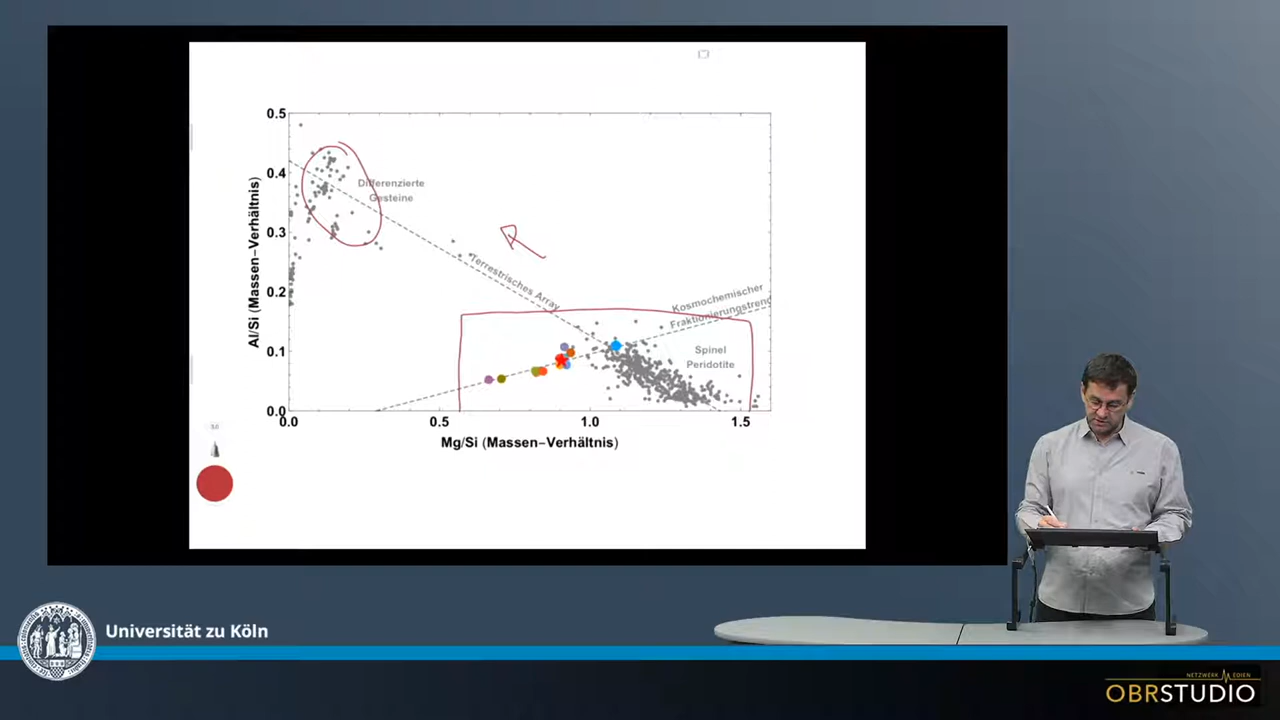 0.5
0.4
0.3
0.2
0.1
0.0
Al/Si (Massen–Verhältnis)
Differenzierte
Gesteine
Terrestrisches Array
Kosmochemischer
Fraktionierungstrend
Spinel
Peridotite
0.0
0.5
1.0
1.5
Mg/Si (Massen–Verhältnis)
Universität zu Köln
OBRSTUDIO